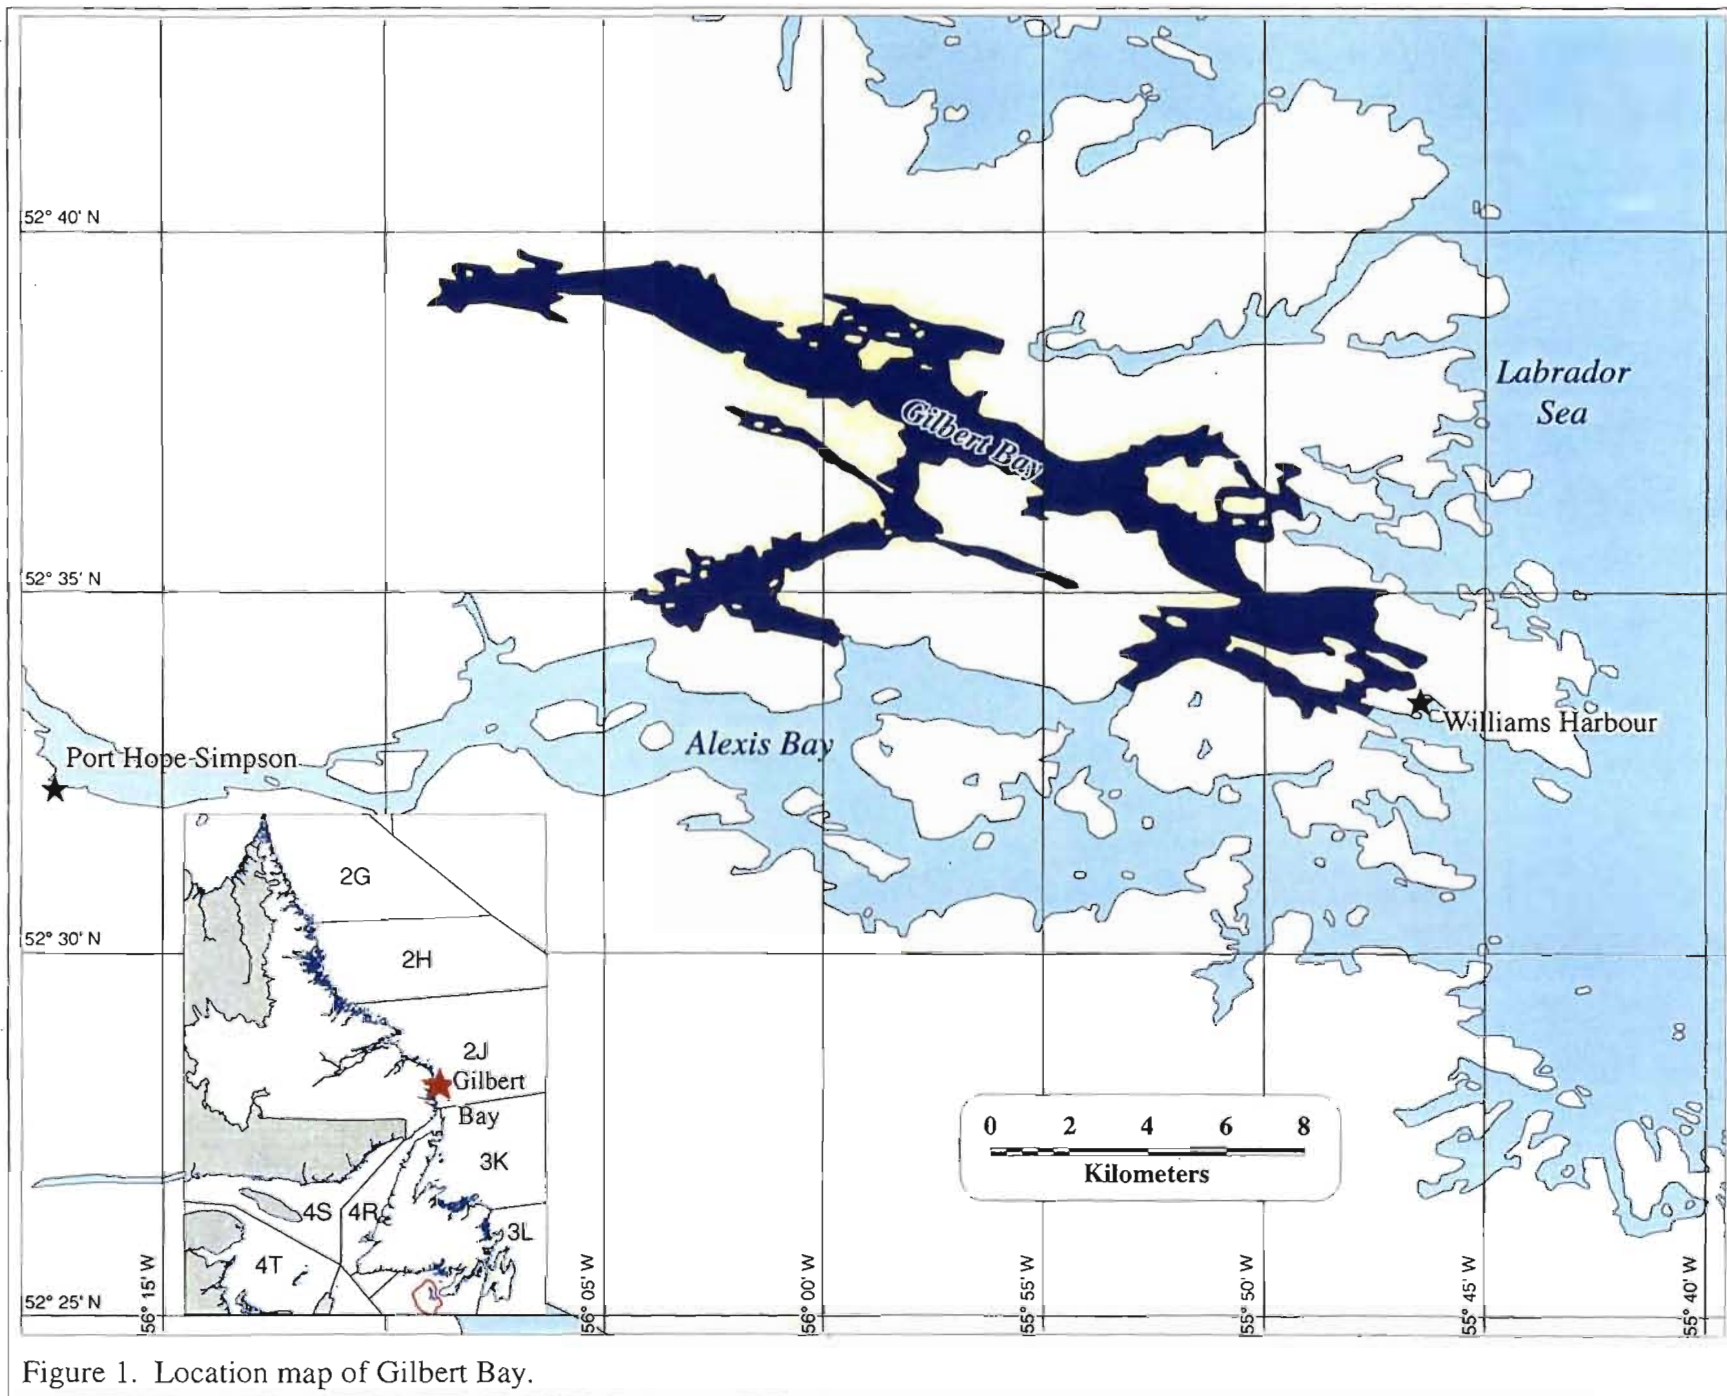 52° 40' N
Labrador
Sea
Gilbert Bay
52° 35' N
Williams Harbour
Alexis Bay
Port Hope-Simpson
2G
52° 30' N
2H
2J
Gilbert
Bay
0 2 4 6 8
Kilometers
3K
4S 4R
3L
4T
52° 25' N
56° 15' W
56° 05' W
56° 00' W
55° 55' W
55° 50' W
55° 45' W
55° 40' W
Figure 1. Location map of Gilbert Bay.